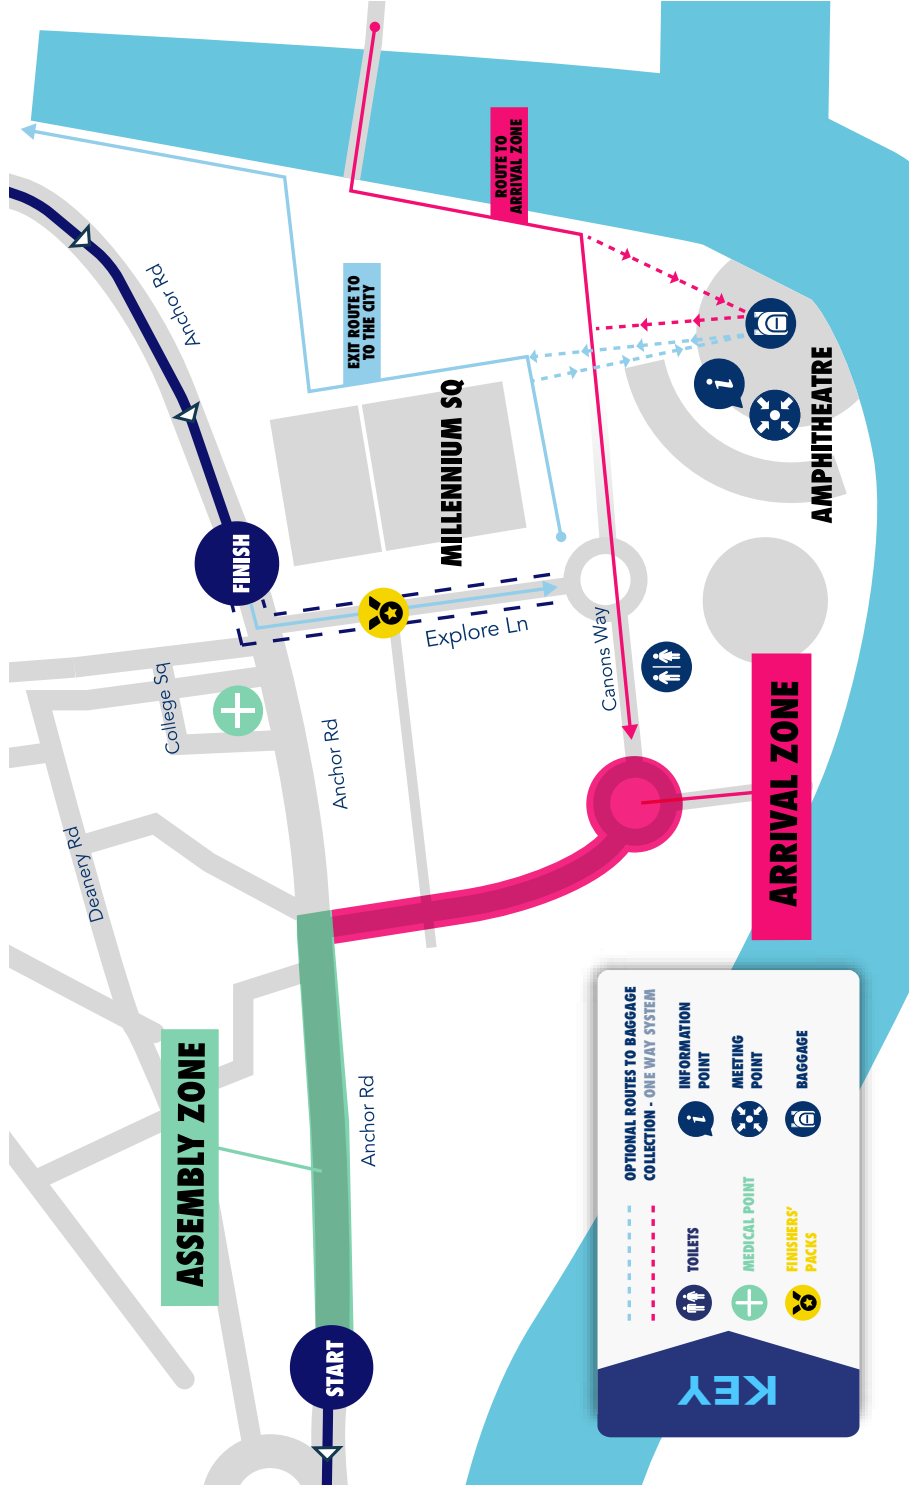 ROUTE TO
ARRIVAL ZONE
Anchor Rd
EXIT ROUTE TO
TO THE CITY
MILLENNIUM SQ
AMPHITHEATRE
FINISH
Explore Ln
Canons Way
College Sq
Anchor Rd
ARRIVAL ZONE
Deanery Rd
ASSEMBLY ZONE
Anchor Rd
START
KEY
OPTIONAL ROUTES TO BAGGAGE
COLLECTION - ONE WAY SYSTEM
TOILETS
INFORMATION
POINT
MEDICAL POINT
MEETING
POINT
FINISHERS'
PACKS
BAGGAGE